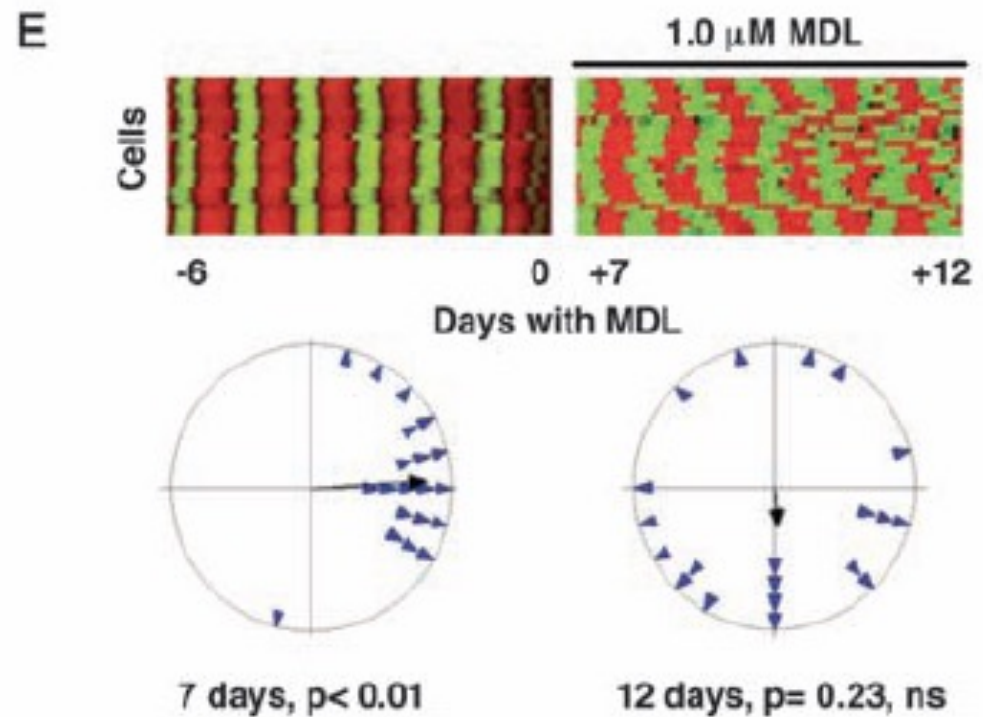 E
1.0 μM MDL
Cells
-6 0 +7 +12
Days with MDL
7 days, p< 0.01 12 days, p= 0.23, ns